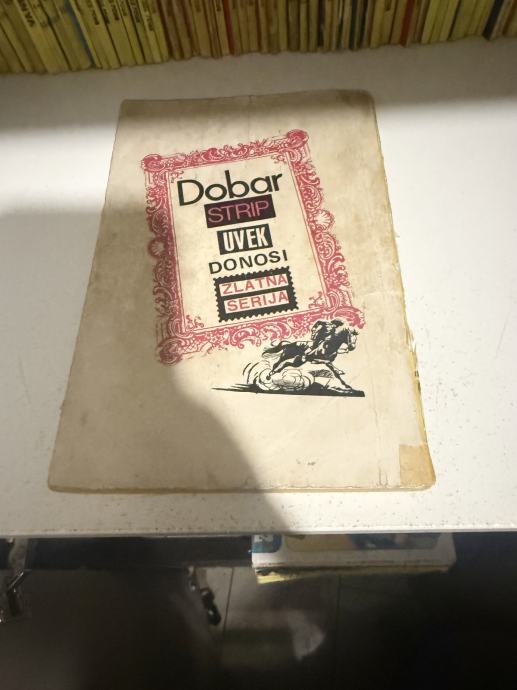 Dobar
STRIP
UVEK
DONOSI
ZLATNA
SERIJA